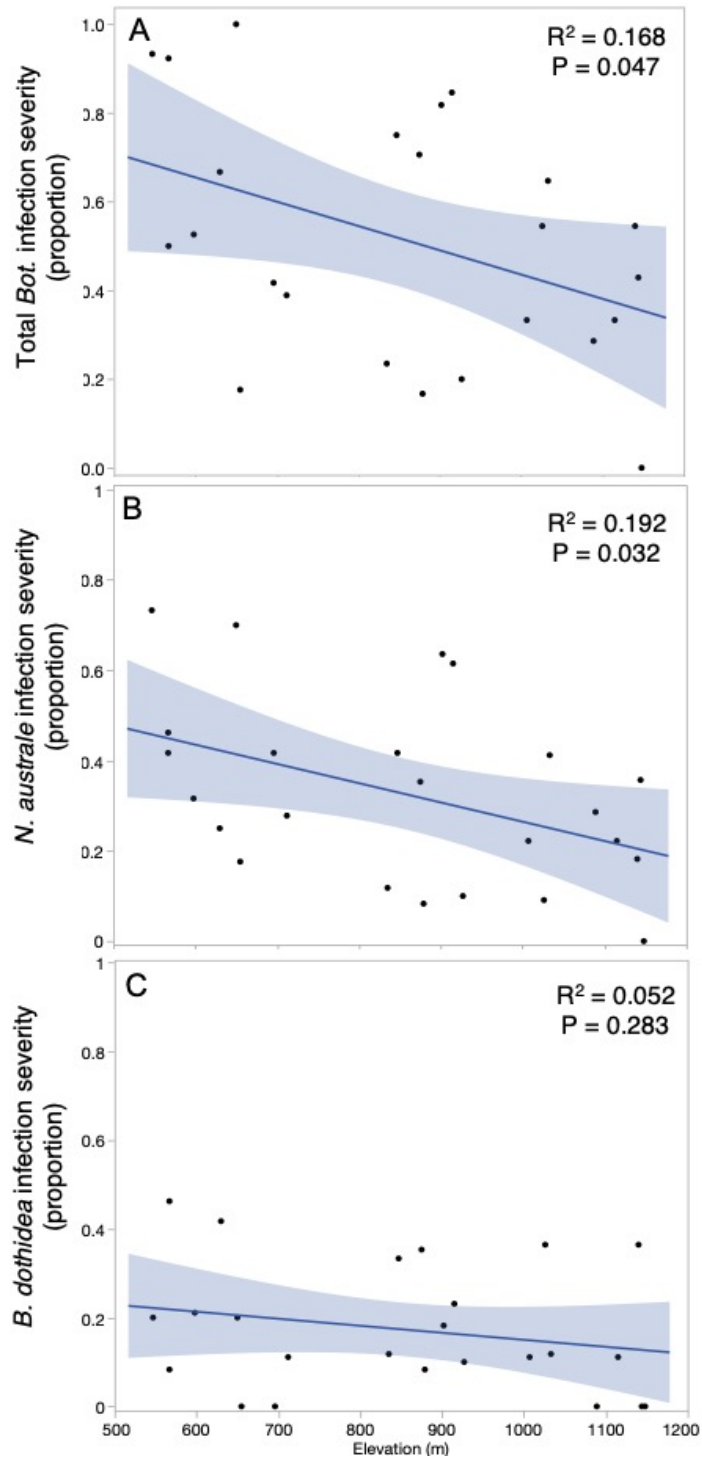 A
R² = 0.168
P = 0.047
Total Bot. infection severity
(proportion)
1.0
0.8
0.6
0.4
0.2
0.0
B
R² = 0.192
P = 0.032
N. australe infection severity
(proportion)
1
0.8
0.6
0.4
0.2
0
C
R² = 0.052
P = 0.283
B. dothidea infection severity
(proportion)
1
0.8
0.6
0.4
0.2
0
500 600 700 800 900 1000 1100 1200
Elevation (m)